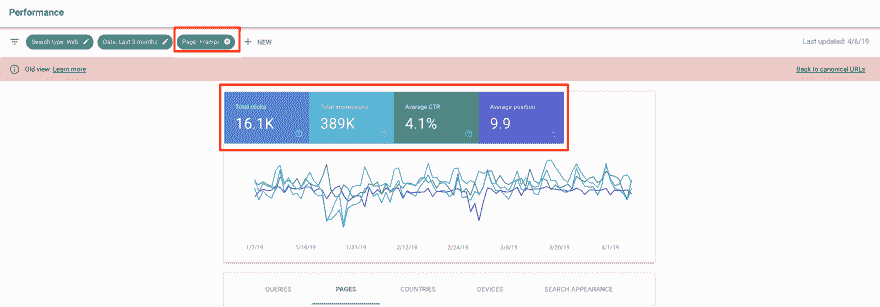 Performance
Search type: Web Date: Last 3 months Page: +/amp/ + NEW Last updated: 4/6/19
Old view. Learn more Back to canonical URLs
Total clicks Total impressions Average CTR Average position
16.1K 389K 4.1% 9.9
1/7/19 1/19/19 1/31/19 2/12/19 2/24/19 3/8/19 3/20/19 4/1/19
QUERIES PAGES COUNTRIES DEVICES SEARCH APPEARANCE